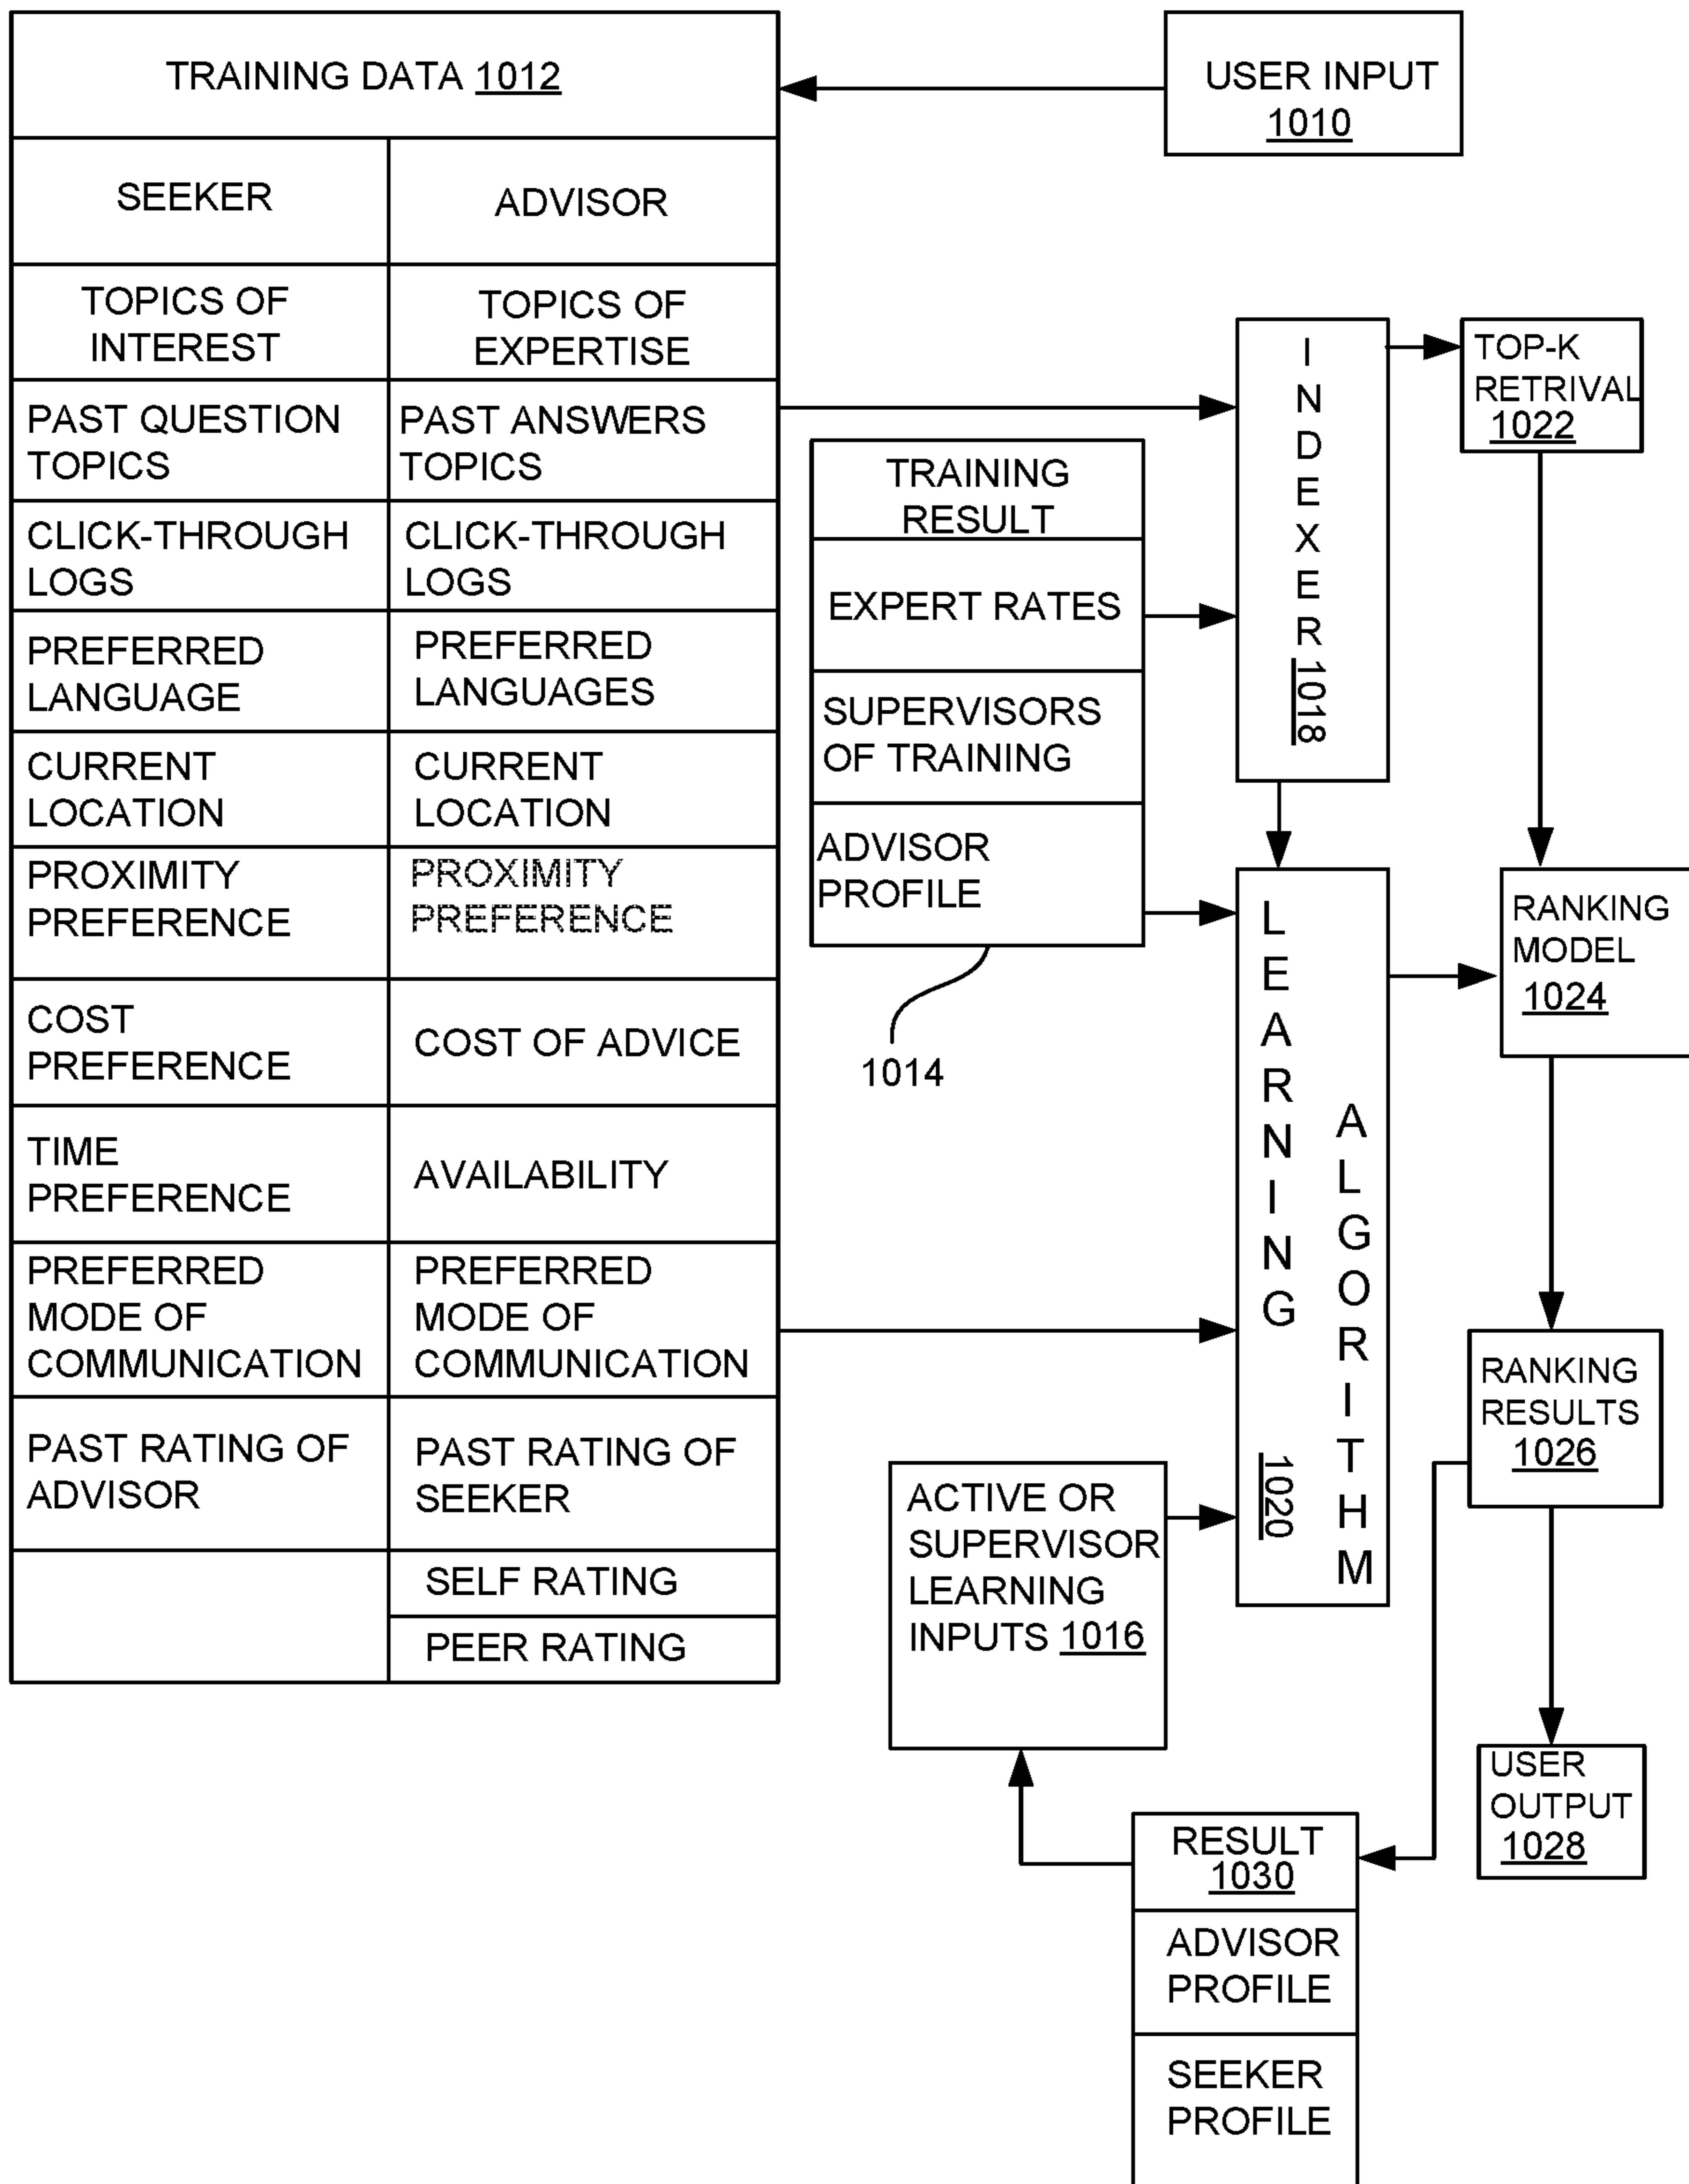 TRAINING DATA 1012
USER INPUT
1010
SEEKER
ADVISOR
TOPICS OF
INTEREST
TOPICS OF
EXPERTISE
PAST QUESTION
TOPICS
PAST ANSWERS
TOPICS
CLICK-THROUGH
LOGS
CLICK-THROUGH
LOGS
PREFERRED
LANGUAGE
PREFERRED
LANGUAGES
CURRENT
LOCATION
CURRENT
LOCATION
PROXIMITY
PREFERENCE
PROXIMITY
PREFERENCE
COST
PREFERENCE
COST OF ADVICE
TIME
PREFERENCE
AVAILABILITY
PREFERRED
MODE OF
COMMUNICATION
PREFERRED
MODE OF
COMMUNICATION
PAST RATING OF
ADVISOR
PAST RATING OF
SEEKER
SELF RATING
PEER RATING
TRAINING
RESULT
EXPERT RATES
SUPERVISORS
OF TRAINING
ADVISOR
PROFILE
1014
INDEXER 1018
TOP-K
RETRIVAL
1022
LEARNING
ALGORITHM
1020
RANKING
MODEL
1024
RANKING
RESULTS
1026
ACTIVE OR
SUPERVISOR
LEARNING
INPUTS 1016
USER
OUTPUT
1028
RESULT
1030
ADVISOR
PROFILE
SEEKER
PROFILE